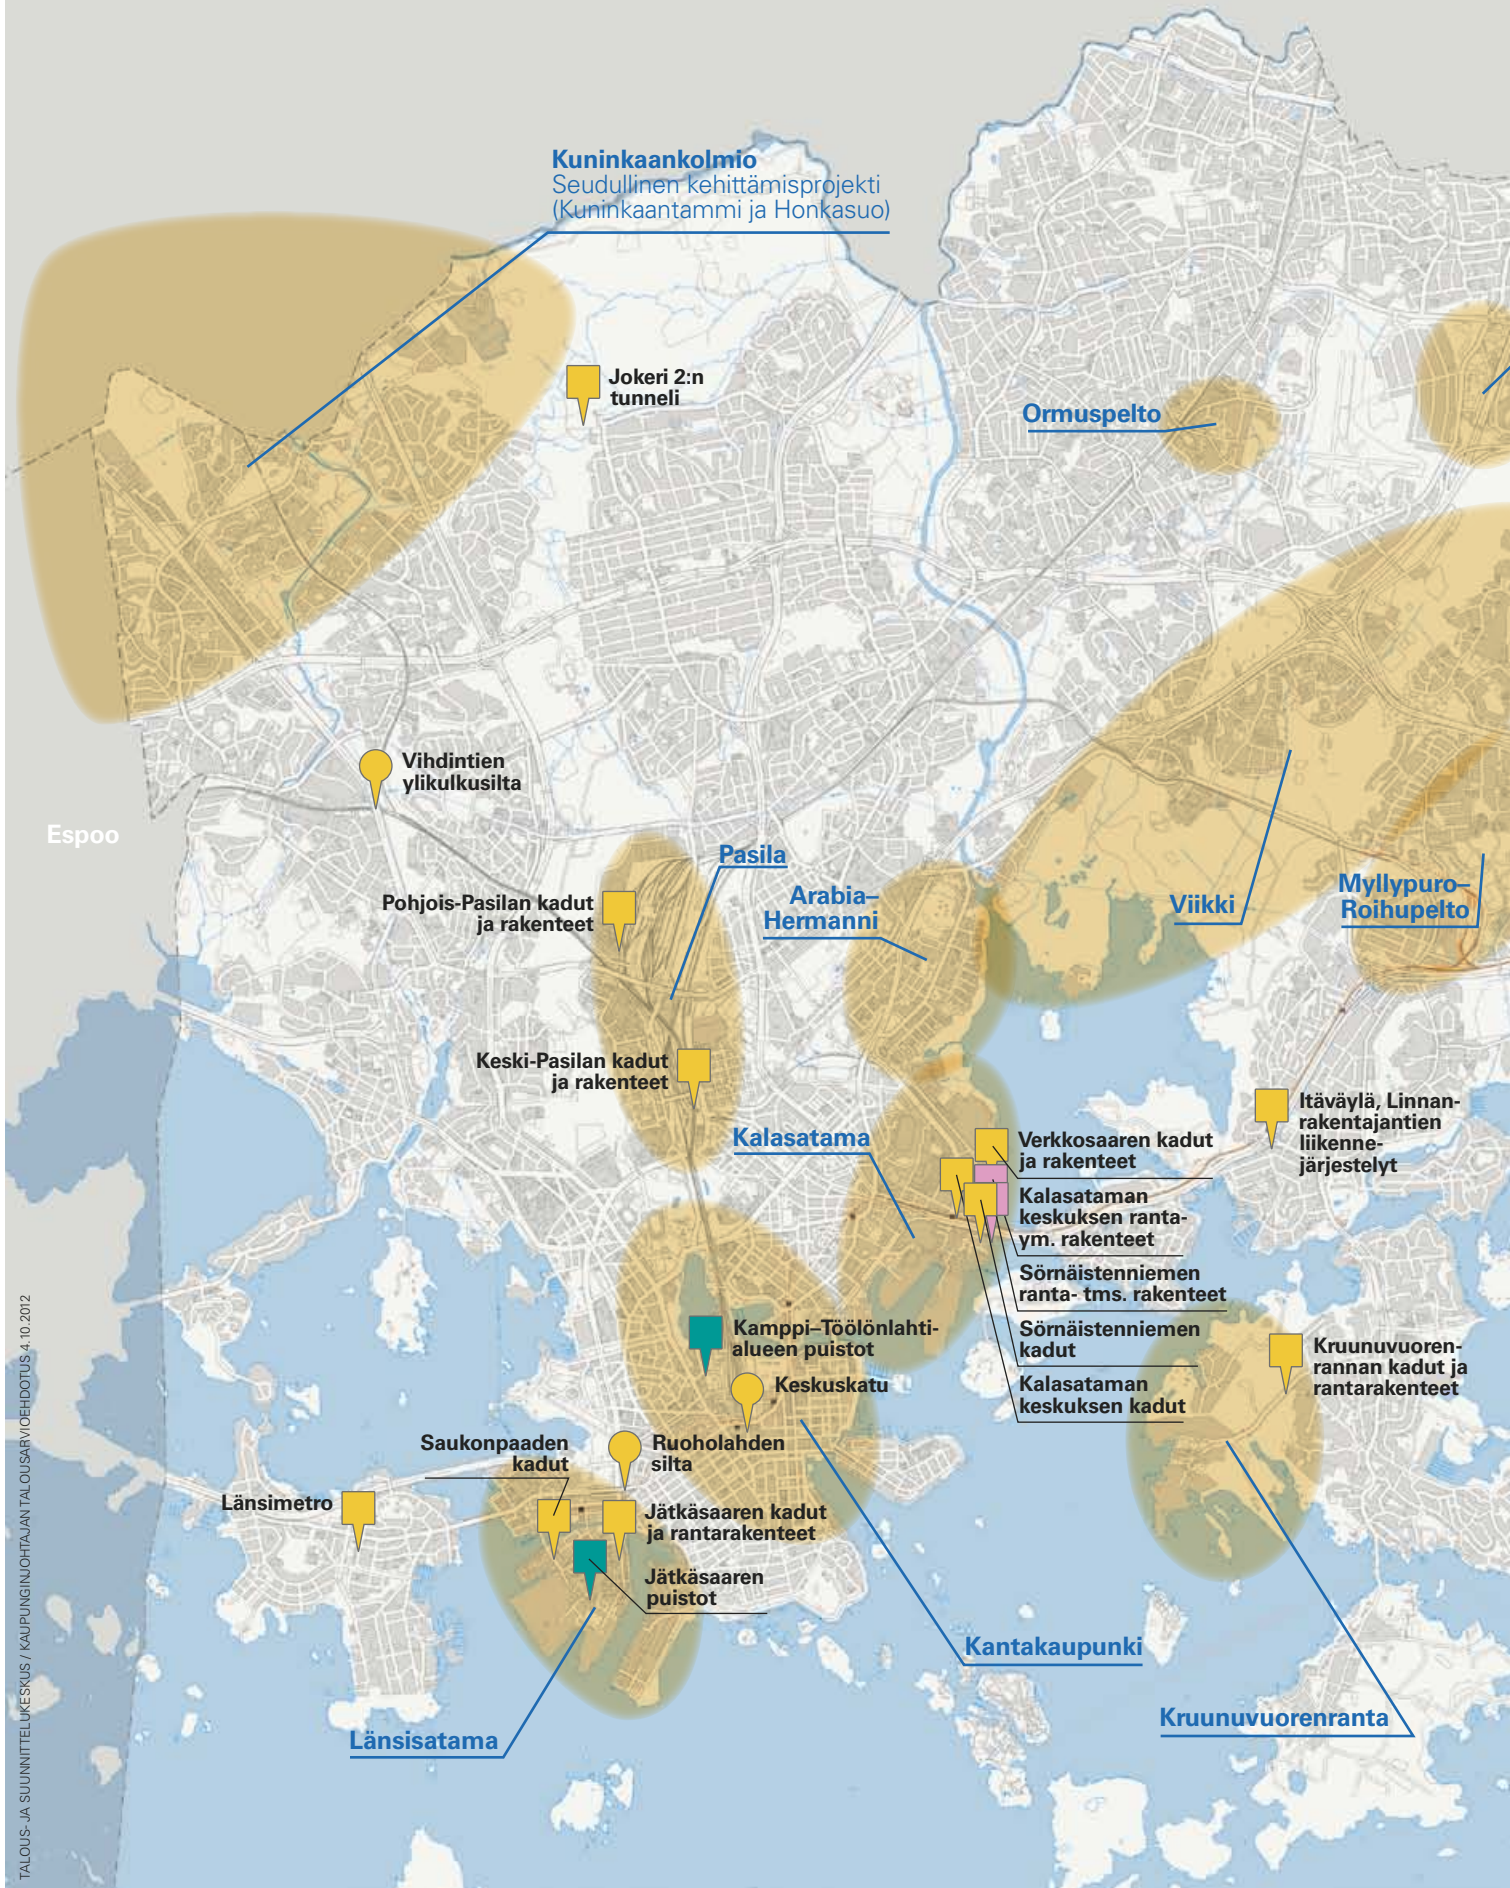 Kuninkaankolmio
Seudullinen kehittämisprojekti
(Kuninkaantammi ja Honkasuo)
Jokeri 2:n
tunneli
Ormuspelto
Vihdintien
ylikulkusilta
Espoo
Pasila
Pohjois-Pasilan kadut
ja rakenteet
Arabia–
Hermanni
Viikki
Myllypuro–
Roihupelto
Keski-Pasilan kadut
ja rakenteet
Kalasatama
Verkkosaaren kadut
ja rakenteet
Itäväylä, Linnan-
rakentajantien
liikenne-
järjestelyt
Kalasataman
keskuksen ranta-
ym. rakenteet
Sörnäistenniemen
ranta- tms. rakenteet
Sörnäistenniemen
kadut
Kalasataman
keskuksen kadut
Kamppi–Töölönlahti-
alueen puistot
Keskuskatu
Kruunuvuoren-
rannan kadut ja
rantarakenteet
Saukonpaaden
kadut
Ruoholahden
silta
Länsimetro
Jätkäsaaren kadut
ja rantarakenteet
Jätkäsaaren
puistot
Kantakaupunki
Kruunuvuorenranta
Länsisatama
TALOUS- JA SUUNNITTELUKESKUS / KAUPUNGINJOHTAJAN TALOUSARVIOEHDOTUS 4.10.2012